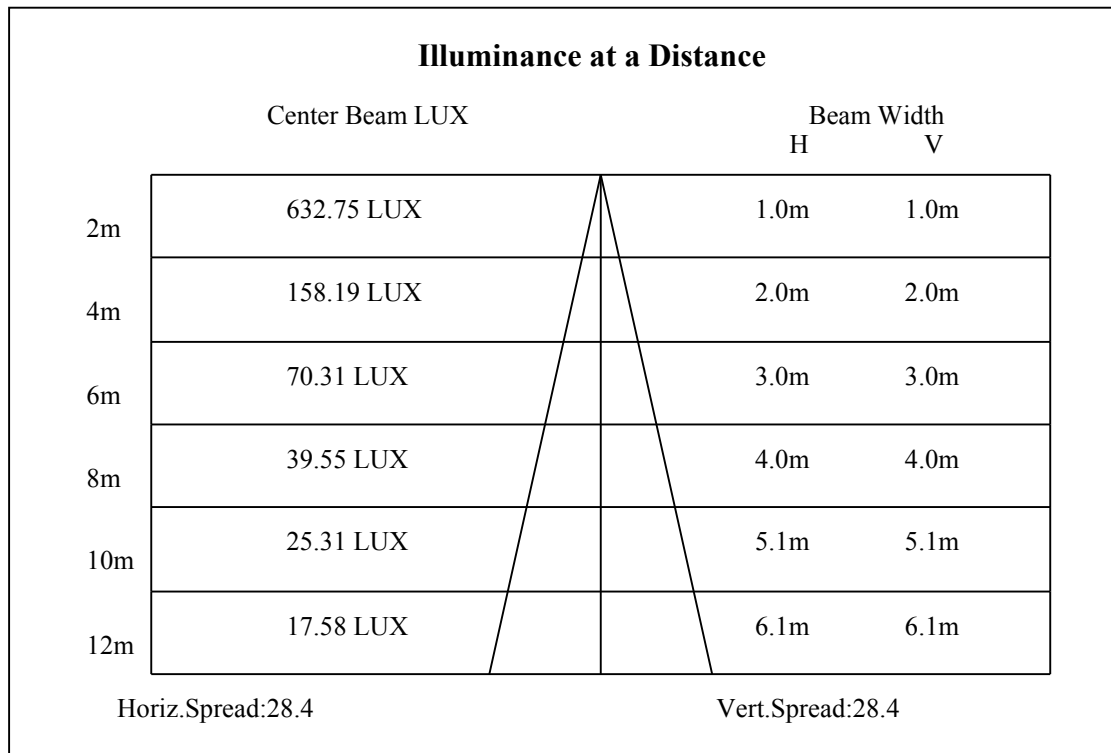 Illuminance at a Distance
Center Beam LUX Beam Width
H V
632.75 LUX 1.0m 1.0m
2m
158.19 LUX 2.0m 2.0m
4m
70.31 LUX 3.0m 3.0m
6m
39.55 LUX 4.0m 4.0m
8m
25.31 LUX 5.1m 5.1m
10m
17.58 LUX 6.1m 6.1m
12m
Horiz.Spread:28.4 Vert.Spread:28.4